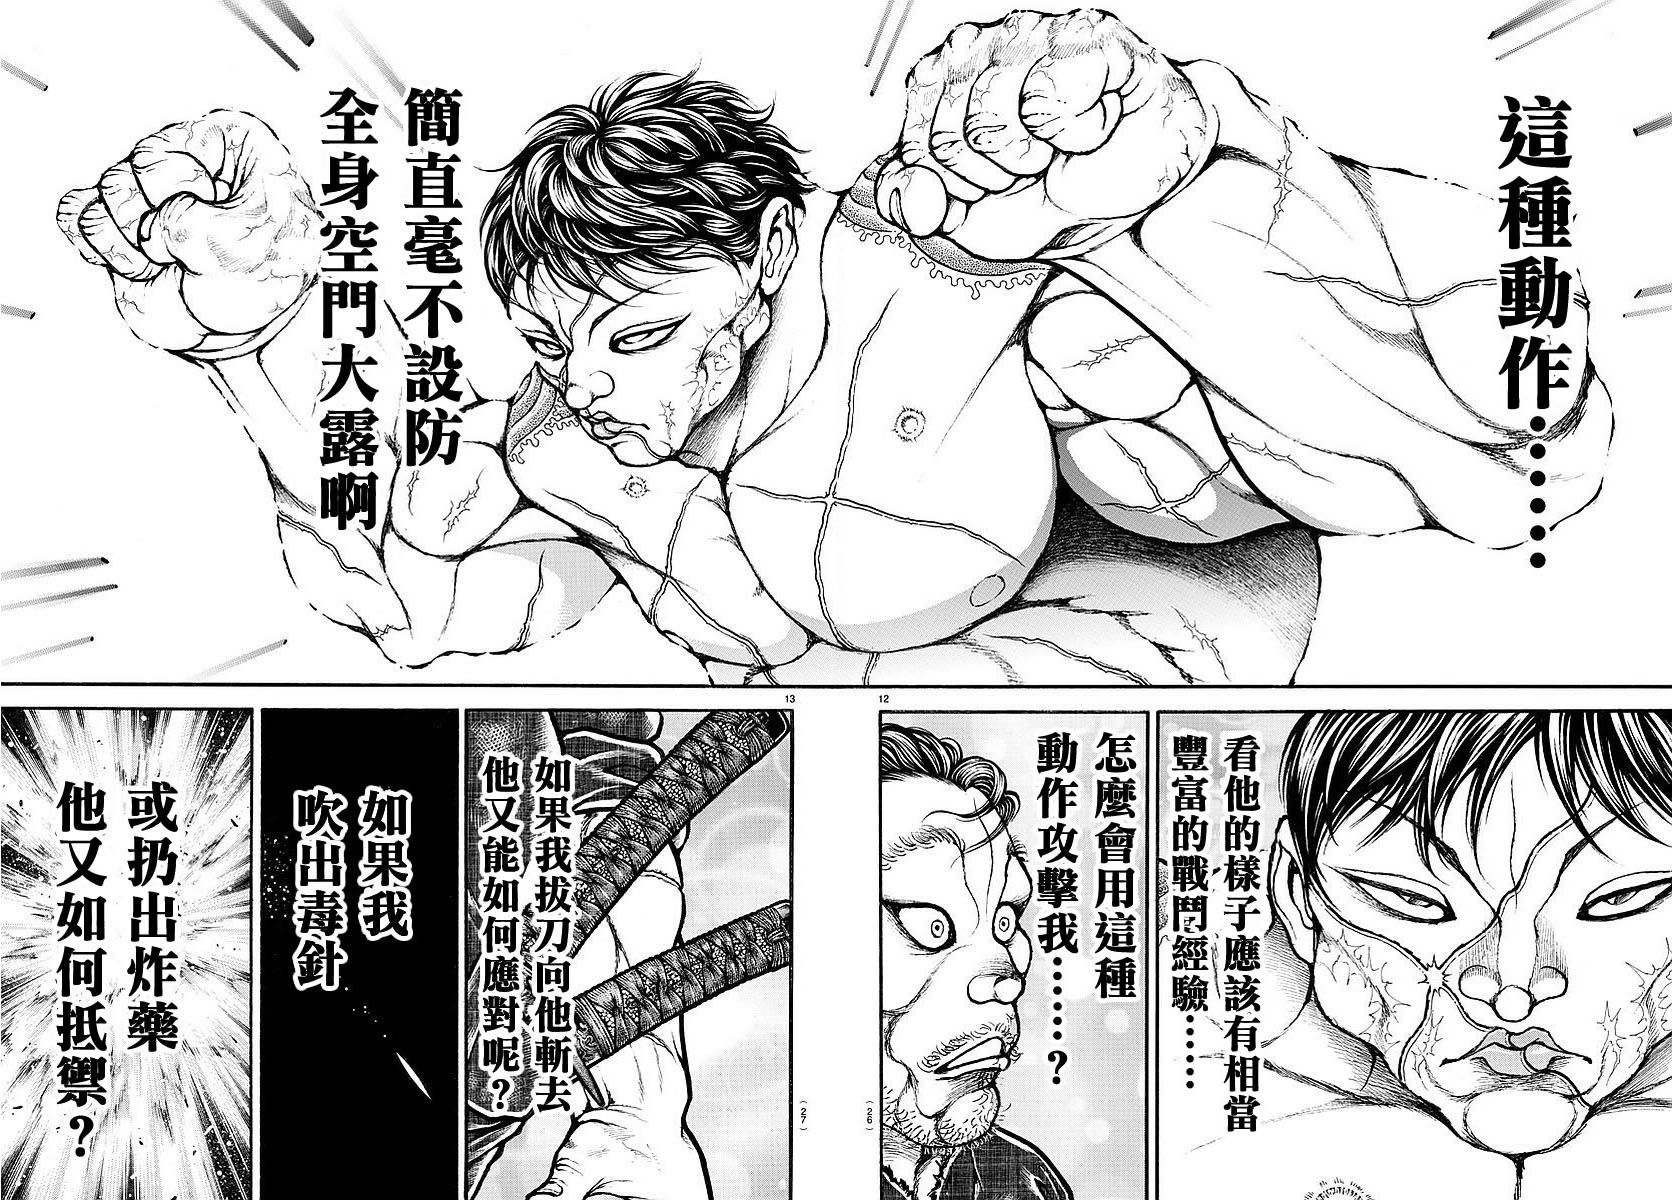 這種動作……
簡直毫不設防
全身空門大露啊
看他的樣子應該有相當
豐富的戰鬥經驗……
怎麼會用這種
動作攻擊我……？
12
(26)
13
(27)
如果我拔刀向他斬去
他又能如何應對呢？
如果我
吹出毒針
或扔出炸藥
他又如何抵禦？